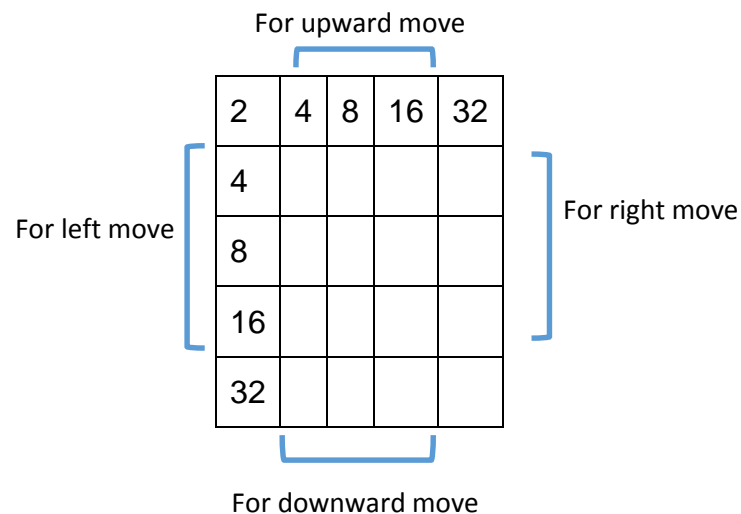 For upward move
2 4 8 16 32
4
For right move
For left move
8
16
32
For downward move